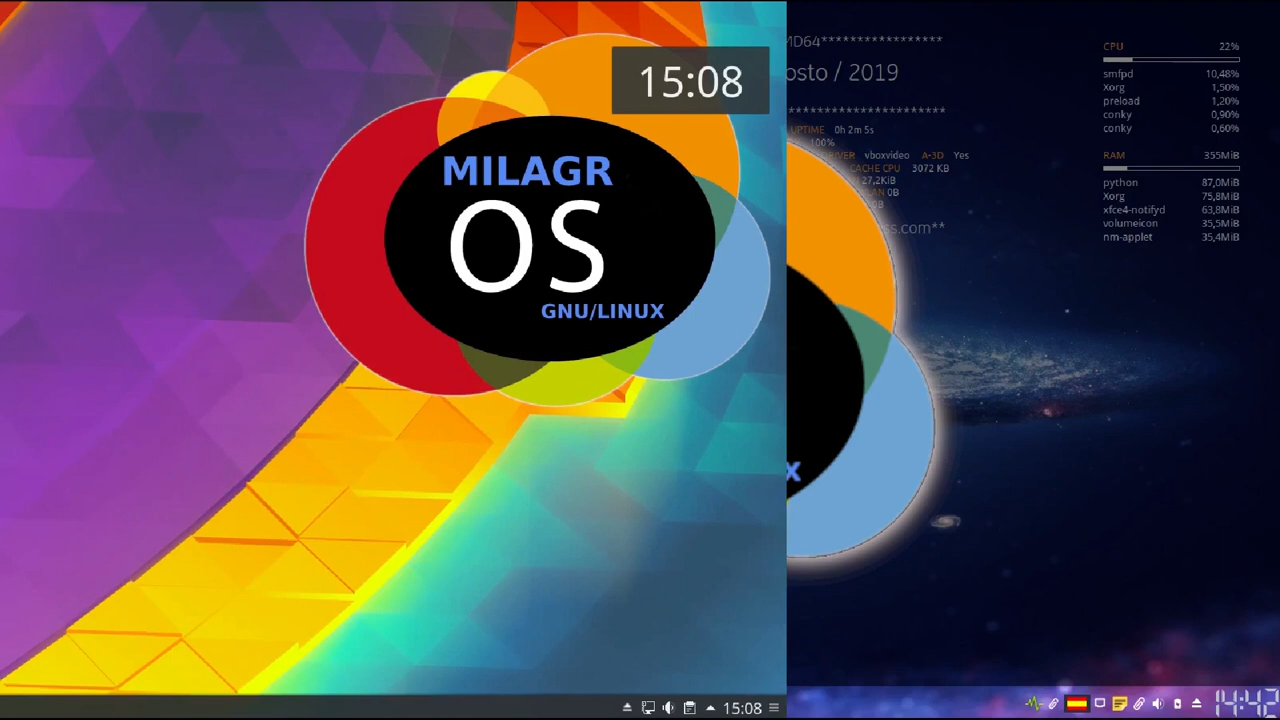 15:08
MILAGR
OS
GNU/LINUX
15:08
MD64*****************
osto / 2019
UPTIME 0h 2m 5s
100%
vboxvideo A-3D Yes
CACHE CPU 3072 KB
27,2KiB
0B
ss.com**
X
CPU 22%
smfpd 10,48%
Xorg 1,50%
preload 1,20%
conky 0,90%
conky 0,60%
RAM 355MiB
python 87,0MiB
Xorg 75,8MiB
xfce4-notifyd 63,8MiB
volumeicon 35,5MiB
nm-applet 35,4MiB
14:42